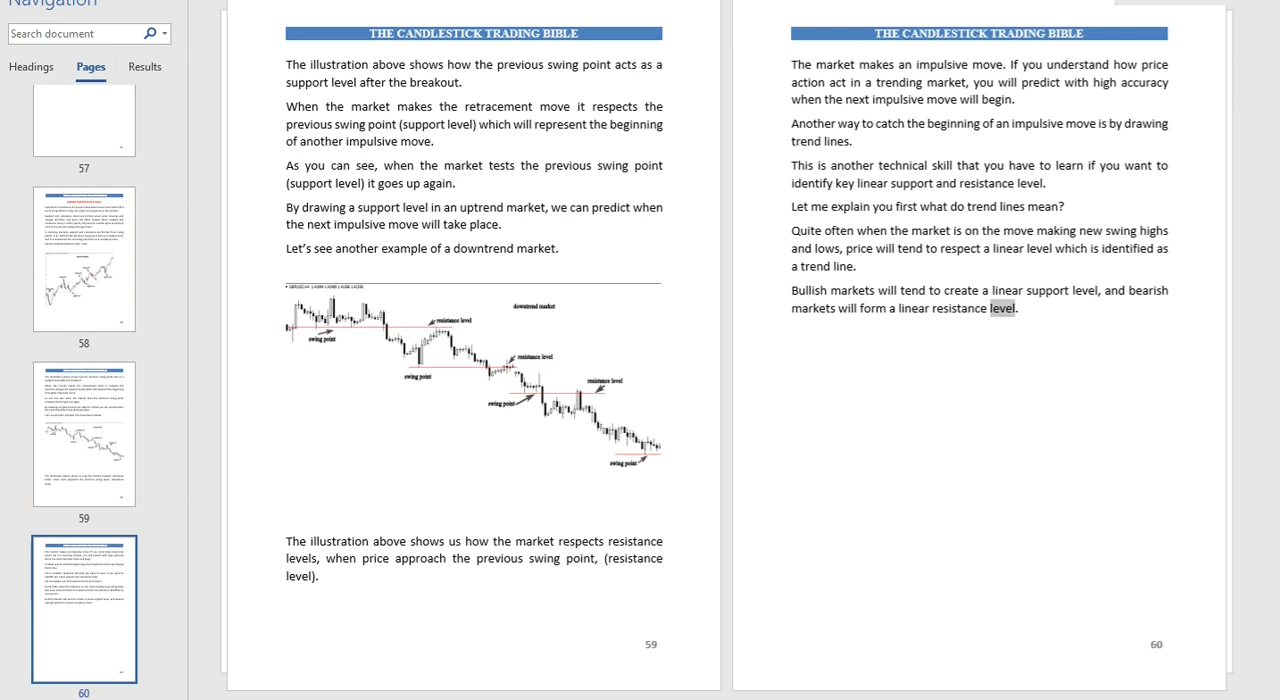 Navigation
Search document
Headings
Pages
Results
57
58
59
60
THE CANDLESTICK TRADING BIBLE
The illustration above shows how the previous swing point acts as a
support level after the breakout.
When the market makes the retracement move it respects the
previous swing point (support level) which will represent the beginning
of another impulsive move.
As you can see, when the market tests the previous swing point
(support level) it goes up again.
By drawing a support level in an uptrend market, we can predict when
the next impulsive move will take place.
Let's see another example of a downtrend market.
downtrend market
resistance level
swing point
resistance level
swing point
resistance level
swing point
swing point
The illustration above shows us how the market respects resistance
levels, when price approach the previous swing point, (resistance
level).
59
THE CANDLESTICK TRADING BIBLE
The market makes an impulsive move. If you understand how price
action act in a trending market, you will predict with high accuracy
when the next impulsive move will begin.
Another way to catch the beginning of an impulsive move is by drawing
trend lines.
This is another technical skill that you have to learn if you want to
identify key linear support and resistance level.
Let me explain you first what do trend lines mean?
Quite often when the market is on the move making new swing highs
and lows, price will tend to respect a linear level which is identified as
a trend line.
Bullish markets will tend to create a linear support level, and bearish
markets will form a linear resistance level.
60